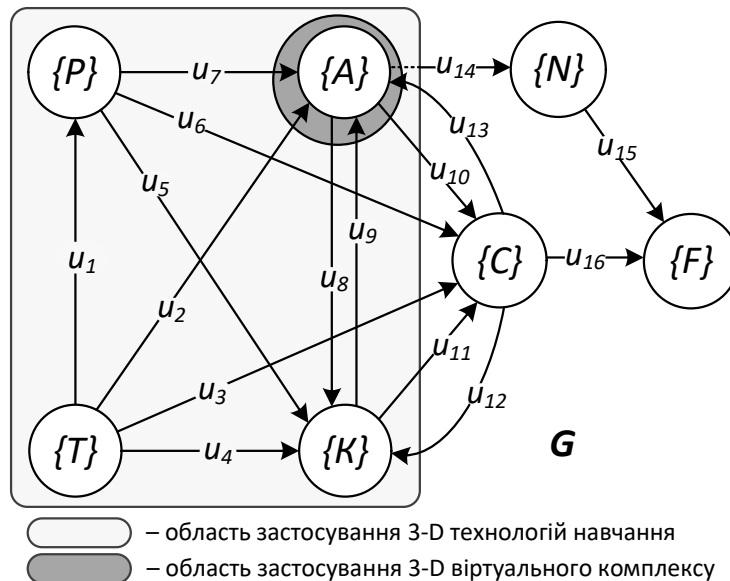 {P} u7 {A} u14 {N}
u6 u13
u5 u10 u15
u9
u1 {C} u16 {F}
u2 u8
u3 u11 u12
{T} u4 {К} G
– область застосування 3-D технологій навчання
– область застосування 3-D віртуального комплексу